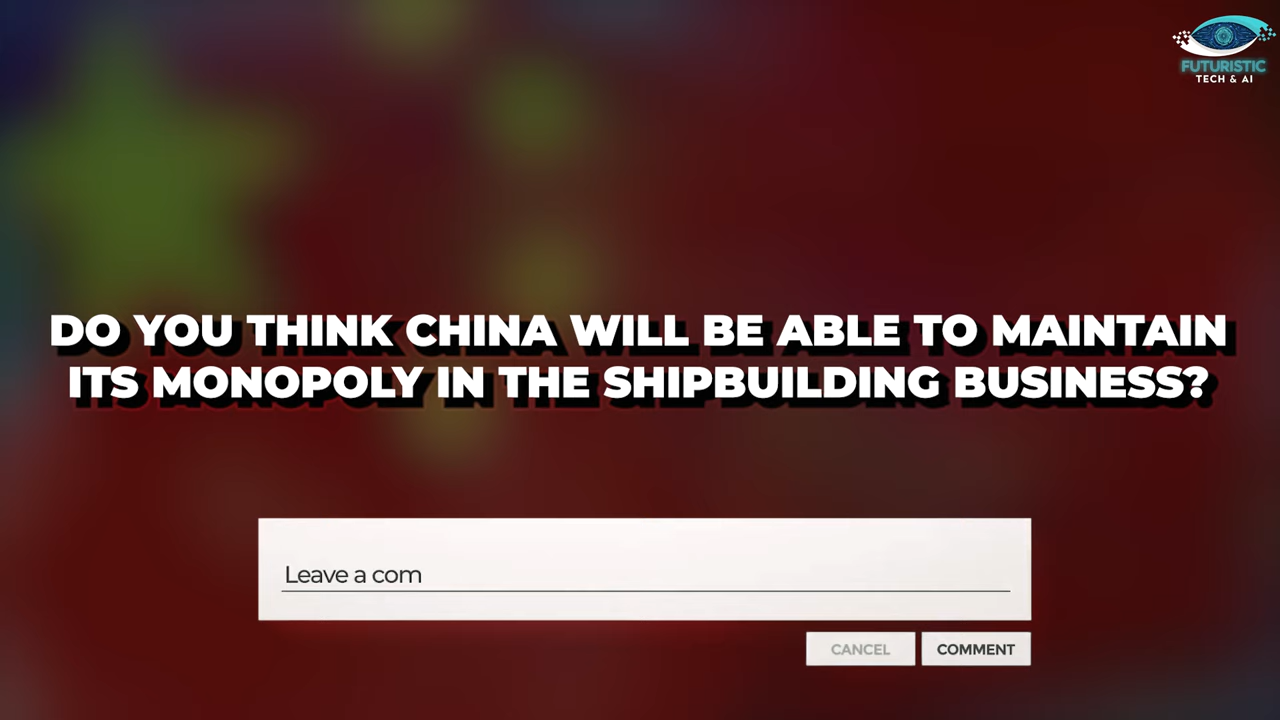 FUTURISTIC
TECH & AI
DO YOU THINK CHINA WILL BE ABLE TO MAINTAIN
ITS MONOPOLY IN THE SHIPBUILDING BUSINESS?
Leave a com
CANCEL
COMMENT